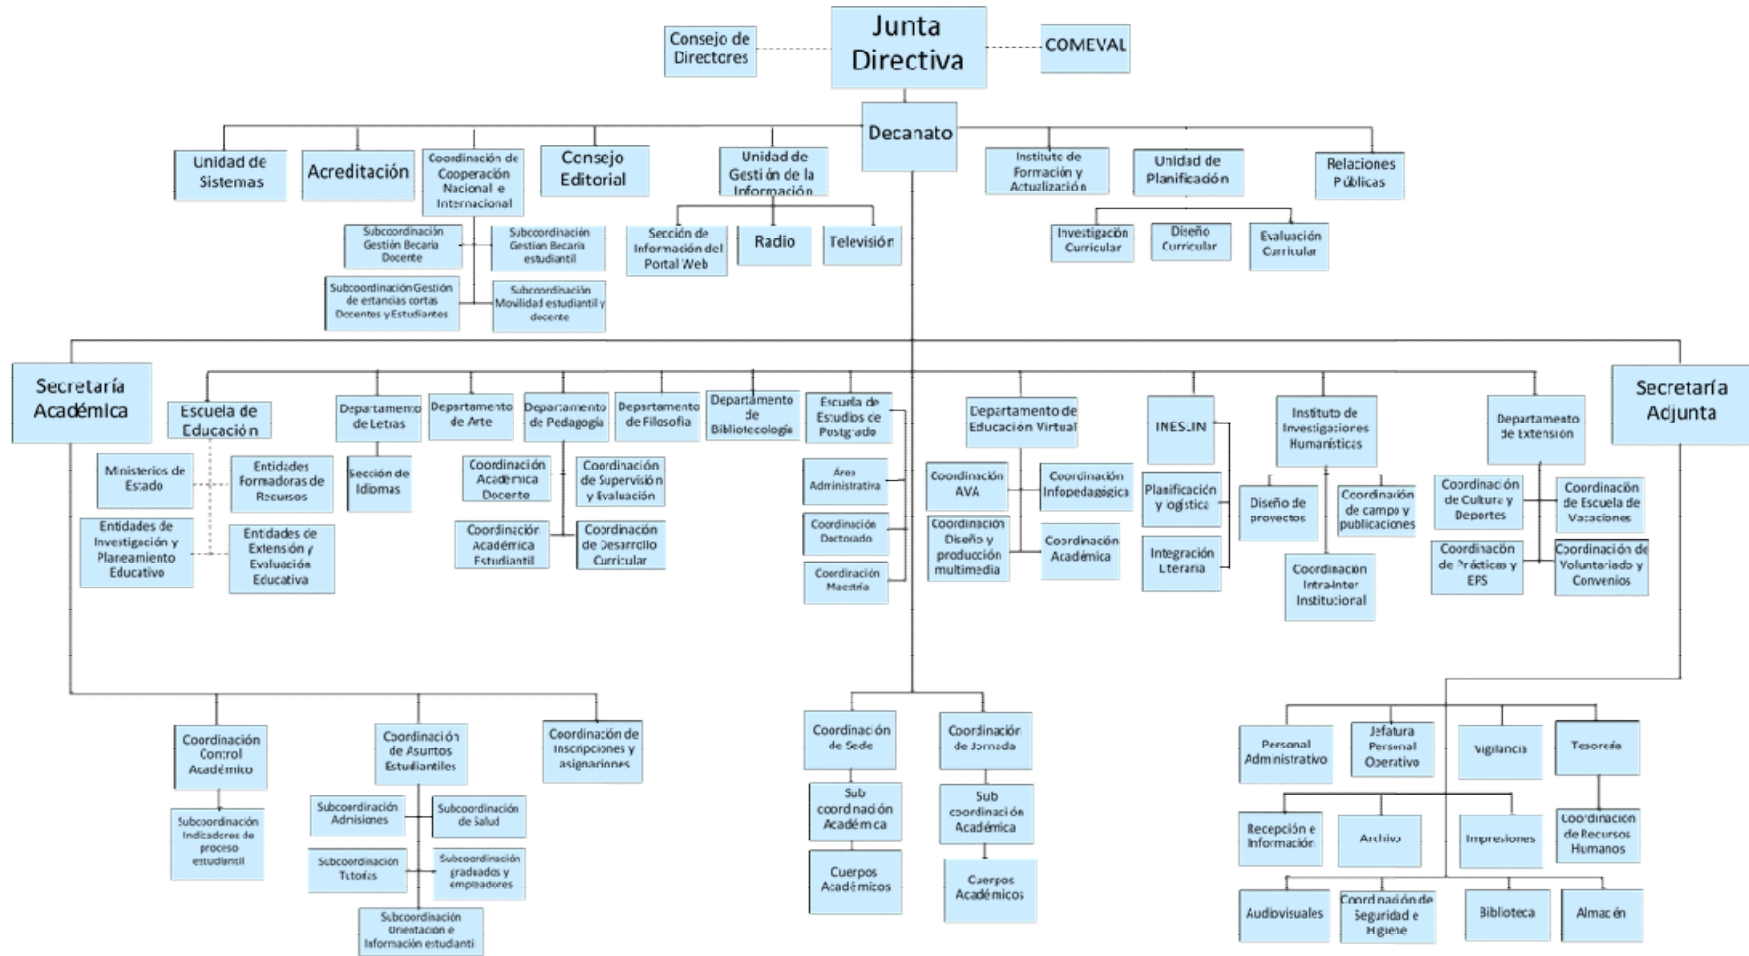 Junta
Directiva
Consejo de
Directores
COMEVAL
Decanato
Unidad de
Sistemas
Acreditación
Coordinación de
Cooperación
Nacional e
Internacional
Consejo
Editorial
Unidad de
Gestión de la
Información
Instituto de
Formación y
Actualización
Unidad de
Planificación
Relaciones
Públicas
Subcoordinación
Gestión Becaria
Docente
Subcoordinación
Gestion Becaria
estudiantil
Sección de
Información del
Portal Web
Radio
Televisión
Investigación
Curricular
Diseño
Curricular
Evaluación
Curricular
Subcoordinación Gestión
de estancias cortas
Docentes y Estudiantes
Subcoordinación
Movilidad estudiantil y
docente
Secretaría
Académica
Secretaría
Adjunta
Escuela de
Educación
Departamento
de Letras
Departamento
de Arte
Departamento
de Pedagogía
Departamento
de Filosofía
Departamento
de
Bibliotecología
Escuela de
Estudios de
Postgrado
Departamento de
Educación Virtual
Instituto de
Investigaciones
Humanísticas
Departamento
de Extensión
Ministerios de
Estado
Entidades
Formadoras de
Recursos
Sección de
Idiomas
Coordinación
Académica
Docente
Coordinación
de Supervisión
y Evaluación
Área
Administrativa
Coordinación
AVA
Coordinación
Infopedagógica
Planificación
y logística
Diseño de
proyectos
Coordinación
de campo y
publicaciones
Coordinación
de Cultura y
Deportes
Coordinación
de Escuela de
Vacaciones
Entidades de
Investigación y
Planeamiento
Educativo
Entidades de
Extensión y
Evaluación
Educativa
Coordinación
Académica
Estudiantil
Coordinación
de Desarrollo
Curricular
Coordinación
Doctorado
Coordinación
Maestría
Coordinación
Diseño y
producción
multimedia
Coordinación
Académica
Integración
Literaria
Coordinación
Intra-Inter
Institucional
Coordinación
de Prácticas y
EPS
Coordinación de
Voluntariado y
Convenios
Coordinación
Control
Académico
Coordinación
de Asuntos
Estudiantiles
Coordinación de
Inscripciones y
asignaciones
Subcoordinación
Indicadores de
proceso
estudiantil
Subcoordinación
Admisiones
Subcoordinación
de Salud
Subcoordinación
Tutorías
Subcoordinación
graduados y
empleadores
Subcoordinación
Orientación e
Información estudiantil
Coordinación
de Sede
Coordinación
de Jornada
Sub
coordinación
Académica
Sub
coordinación
Académica
Cuerpos
Académicos
Cuerpos
Académicos
Personal
Administrativo
Jefatura
Personal
Operativo
Vigilancia
Tesorería
Recepción e
Información
Archivo
Impresiones
Coordinación
de Recursos
Humanos
Audiovisuales
Coordinación de
Seguridad e
Higiene
Biblioteca
Almacén